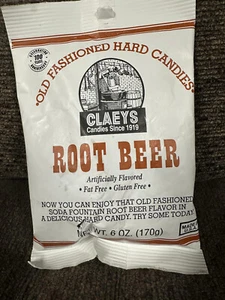 OLD FASHIONED HARD CANDIES
100
CLAEYS
Candies Since 1919
ROOT BEER
Artificially Flavored
• Fat Free • Gluten Free •
NOW YOU CAN ENJOY THAT OLD FASHIONED
SODA FOUNTAIN ROOT BEER FLAVOR IN
A DELICIOUS HARD CANDY. TRY SOME TODAY
NET WT. 6 OZ. (170g)